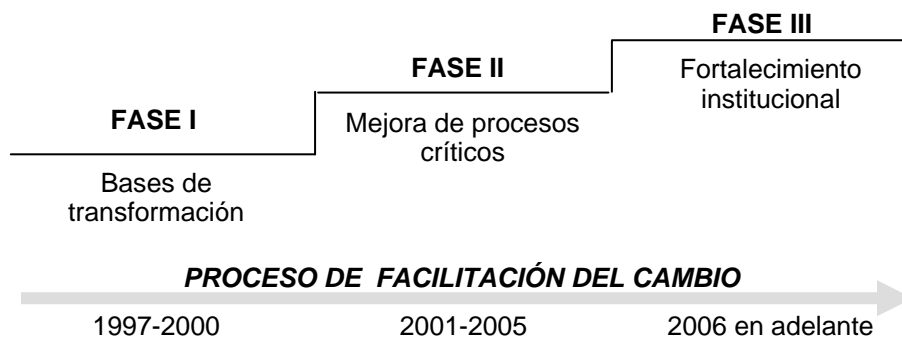 FASE I
Bases de
transformación
FASE II
Mejora de procesos
críticos
FASE III
Fortalecimiento
institucional
PROCESO DE FACILITACIÓN DEL CAMBIO
1997-2000
2001-2005
2006 en adelante